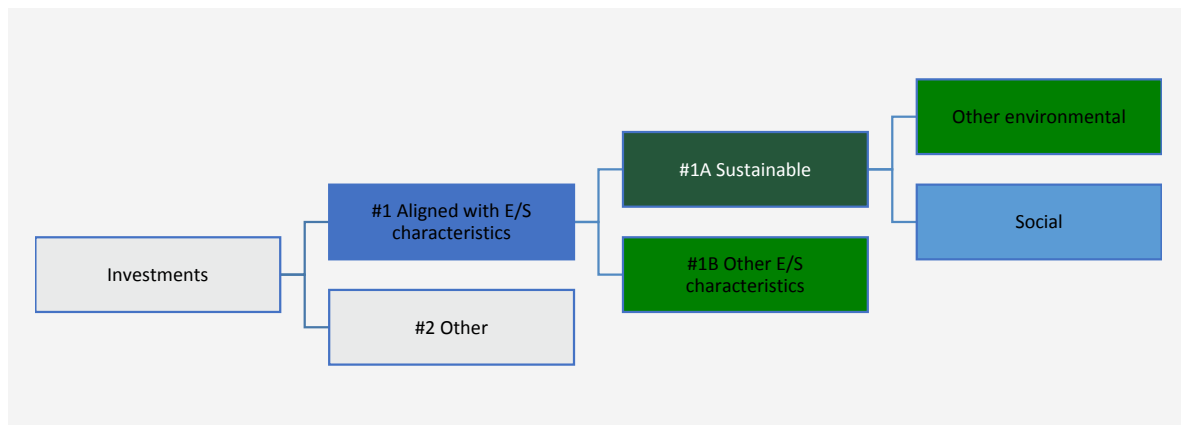 Investments
#1 Aligned with E/S
characteristics
#2 Other
#1A Sustainable
#1B Other E/S
characteristics
Other environmental
Social